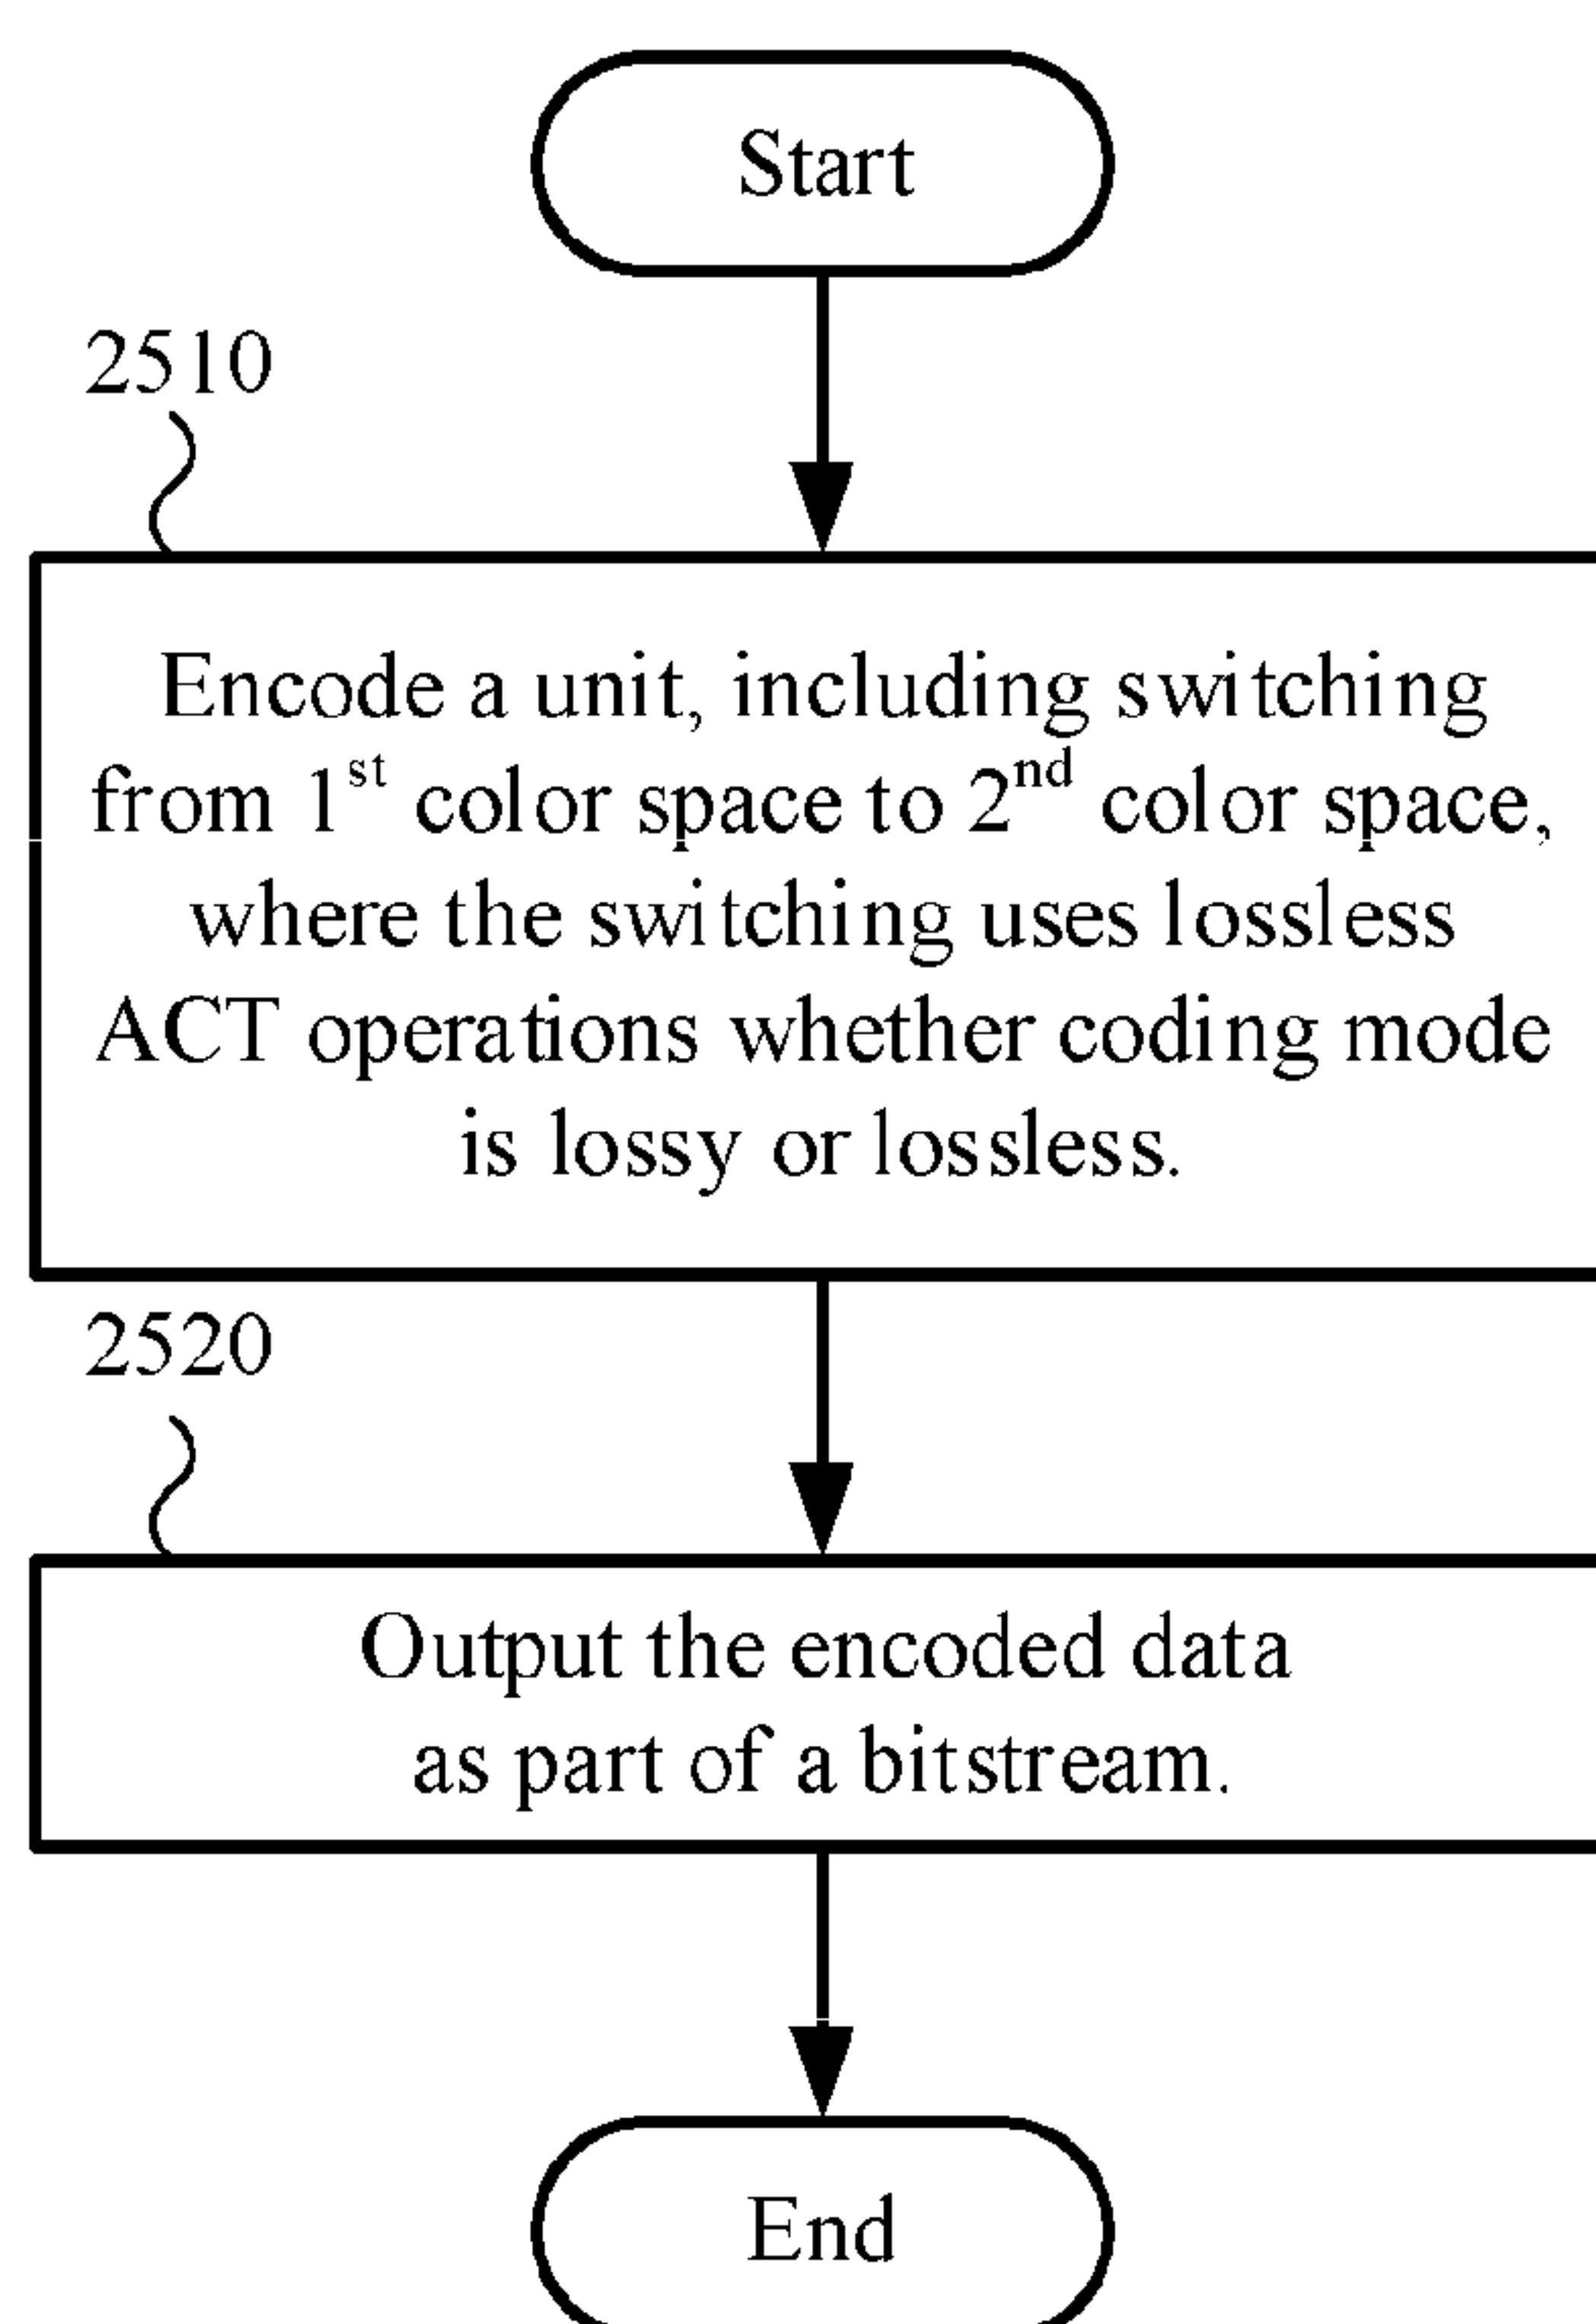 Start
2510
Encode a unit, including switching
from 1st color space to 2nd color space,
where the switching uses lossless
ACT operations whether coding mode
is lossy or lossless.
2520
Output the encoded data
as part of a bitstream.
End